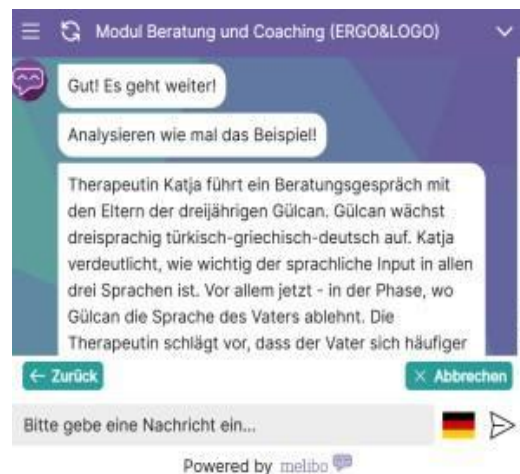 Modul Beratung und Coaching (ERGO&LOGO)
Gut! Es geht weiter!
Analysieren wie mal das Beispiel!
Therapeutin Katja führt ein Beratungsgespräch mit
den Eltern der dreijährigen Gülcan. Gülcan wächst
dreisprachig türkisch-griechisch-deutsch auf. Katja
verdeutlicht, wie wichtig der sprachliche Input in allen
drei Sprachen ist. Vor allem jetzt - in der Phase, wo
Gülcan die Sprache des Vaters ablehnt. Die
Therapeutin schlägt vor, dass der Vater sich häufiger
← Zurück
× Abbrechen
Bitte gebe eine Nachricht ein...
Powered by melibo